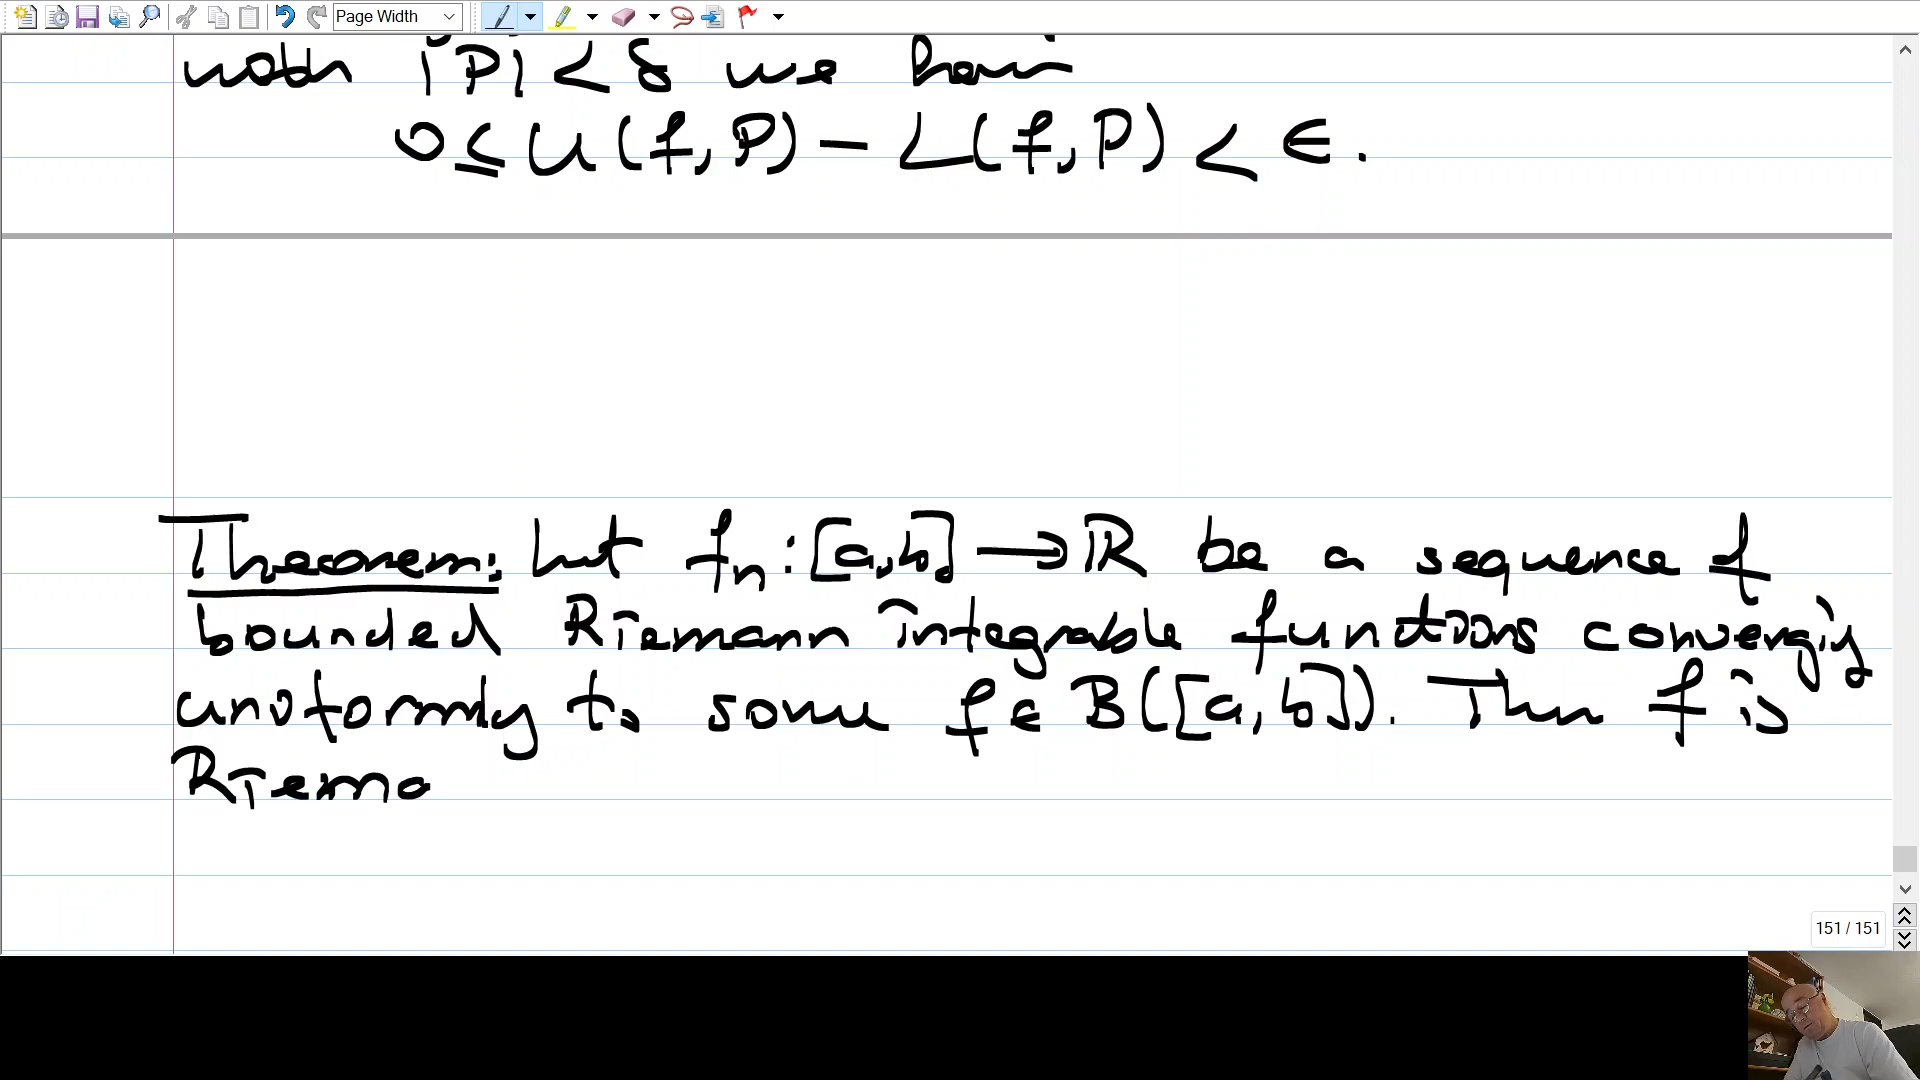 Page Width
with |P| < δ we have
0 ≤ U(f, P) - L(f, P) < ε.
Theorem: Let fn : [a, b] → ℝ be a sequence of
bounded Riemann integrable functions converging
uniformly to some f ∈ B([a, b]). Then f is
Riema
151 / 151